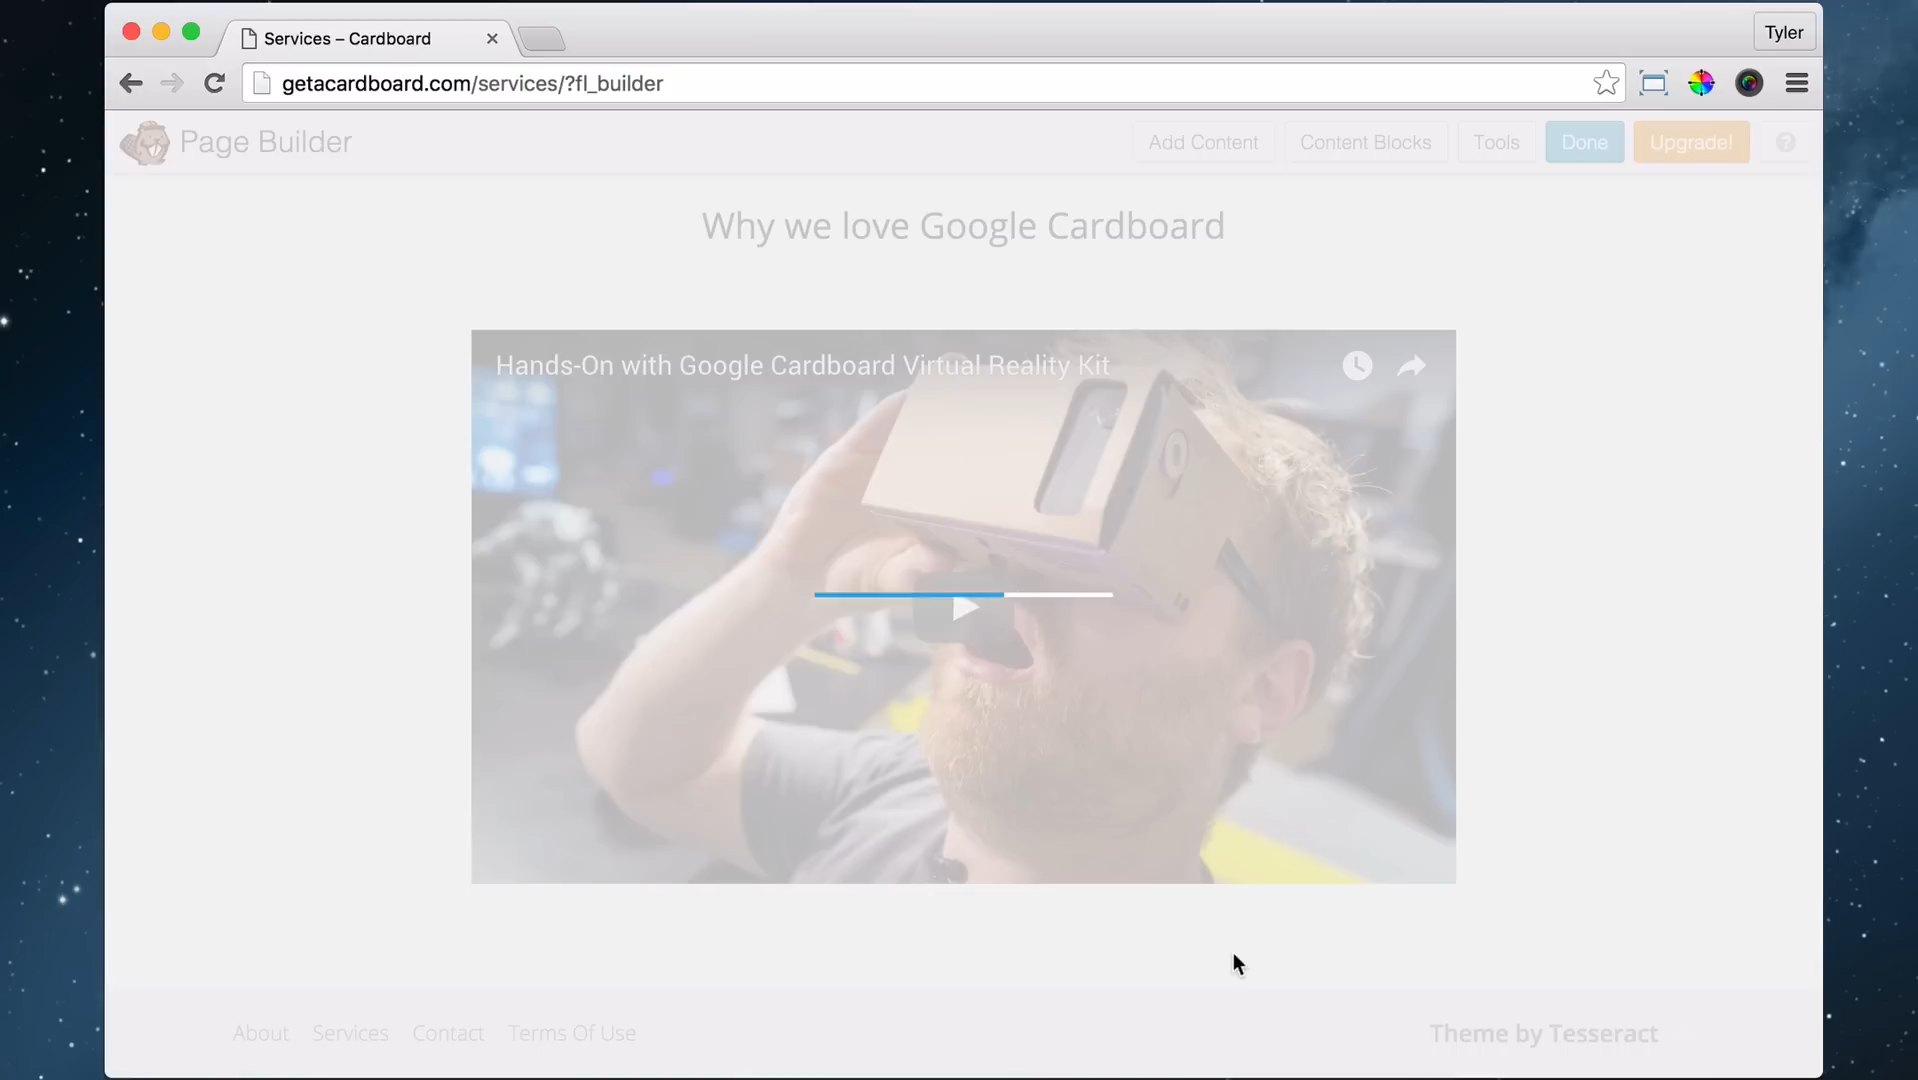 Services – Cardboard
Tyler
getacardboard.com/services/?fl_builder
Page Builder
Add Content
Content Blocks
Tools
Done
Upgrade!
?
Why we love Google Cardboard
Hands-On with Google Cardboard Virtual Reality Kit
About
Services
Contact
Terms Of Use
Theme by Tesseract